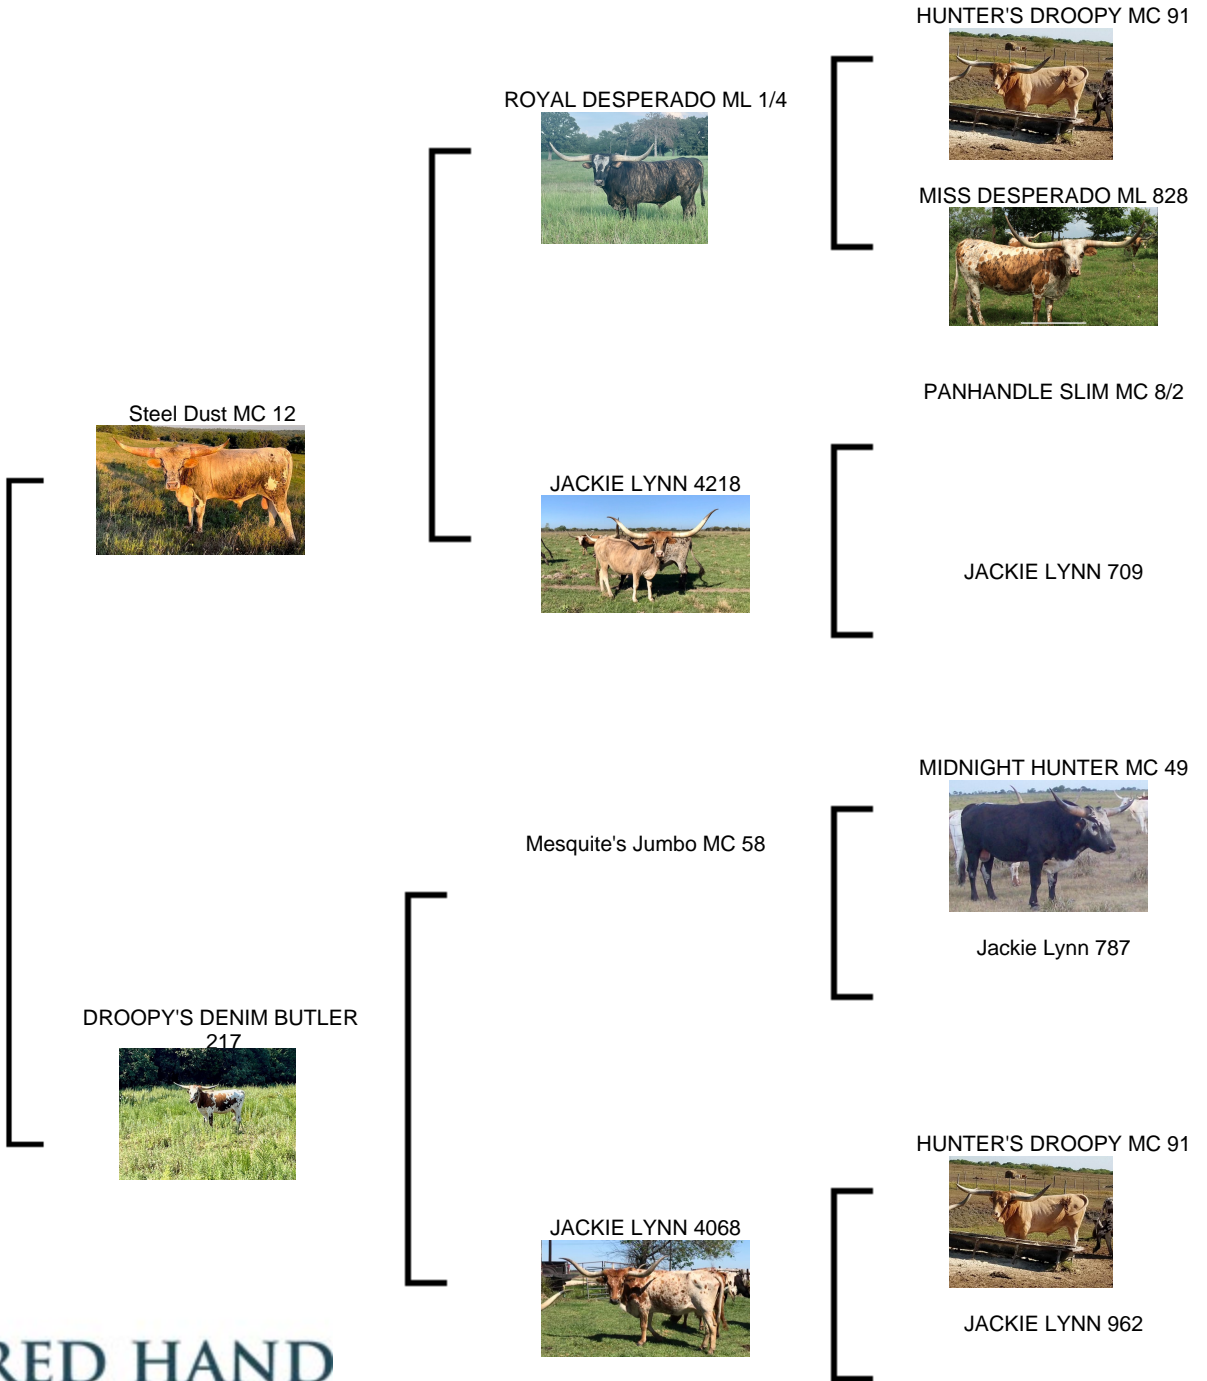 HUNTER'S DROOPY MC 91
ROYAL DESPERADO ML 1/4
MISS DESPERADO ML 828
PANHANDLE SLIM MC 8/2
Steel Dust MC 12
JACKIE LYNN 4218
JACKIE LYNN 709
MIDNIGHT HUNTER MC 49
Mesquite's Jumbo MC 58
Jackie Lynn 787
DROOPY'S DENIM BUTLER
217
HUNTER'S DROOPY MC 91
JACKIE LYNN 4068
JACKIE LYNN 962
RED HAND